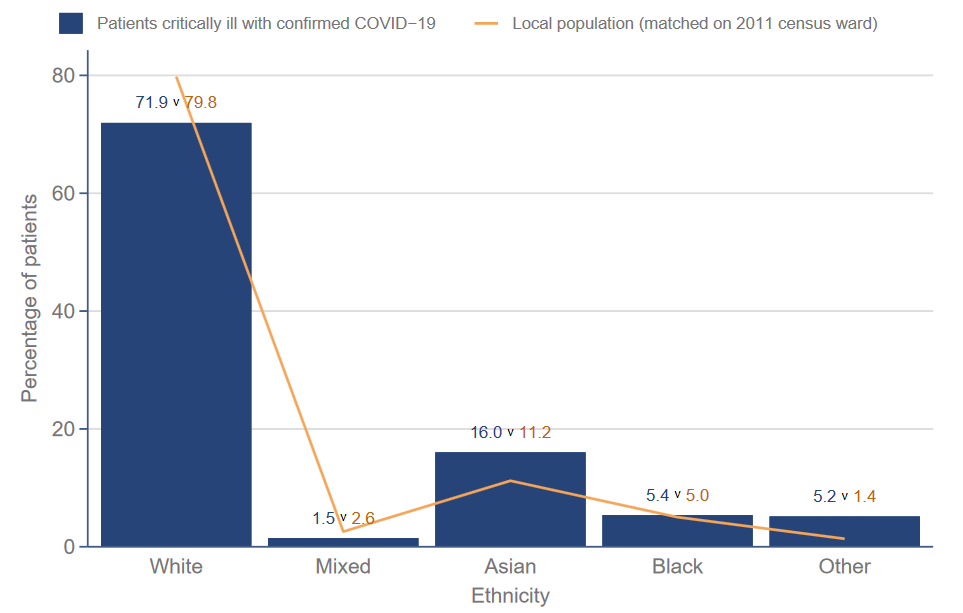 Patients critically ill with confirmed COVID−19
Local population (matched on 2011 census ward)
Percentage of patients
80
60
40
20
0
71.9 v 79.8
1.5 v 2.6
16.0 v 11.2
5.4 v 5.0
5.2 v 1.4
White
Mixed
Asian
Black
Other
Ethnicity